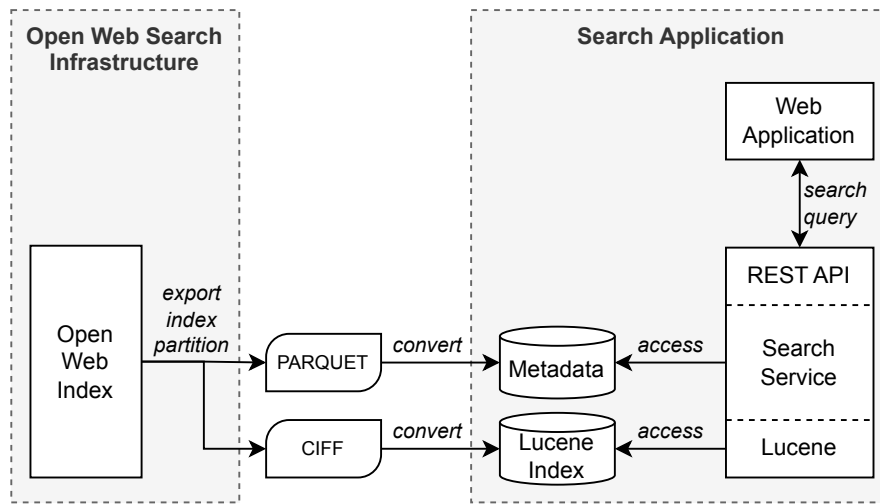 Open Web Search
Infrastructure
Search Application
Web
Application
search
query
REST API
export
index
partition
Open
Web
Index
PARQUET
convert
Metadata
access
Search
Service
CIFF
convert
Lucene
Index
access
Lucene